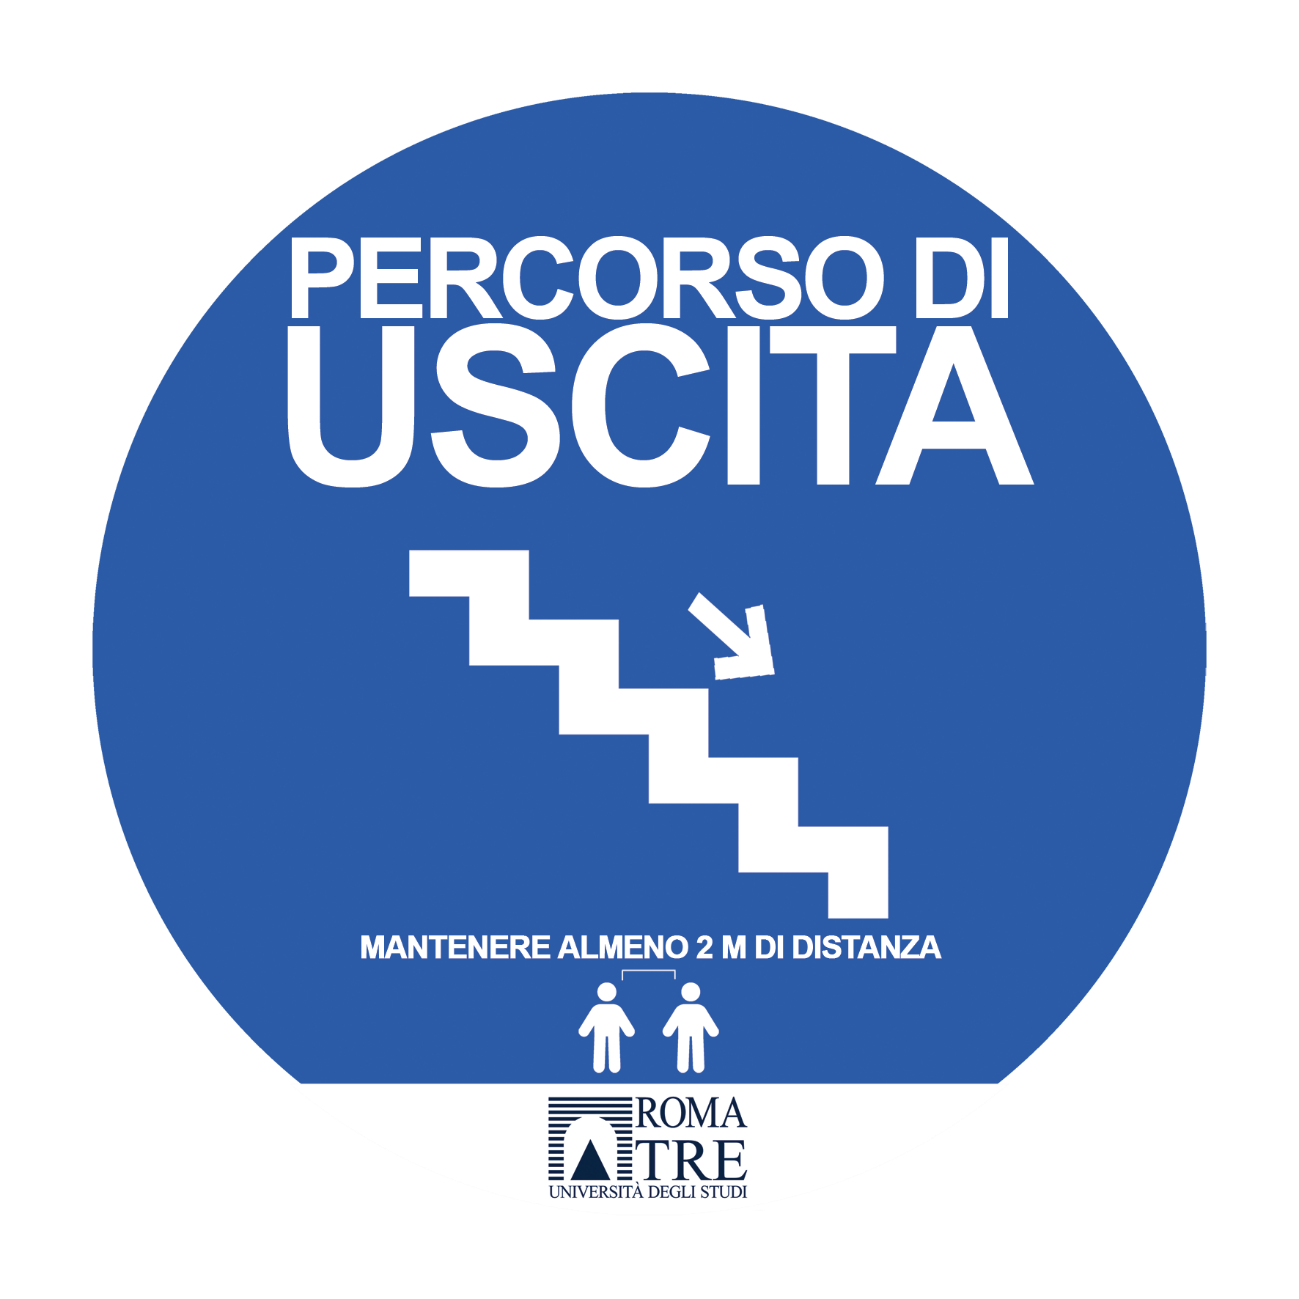 PERCORSO DI
USCITA
MANTENERE ALMENO 2 M DI DISTANZA
ROMA
TRE
UNIVERSITÀ DEGLI STUDI